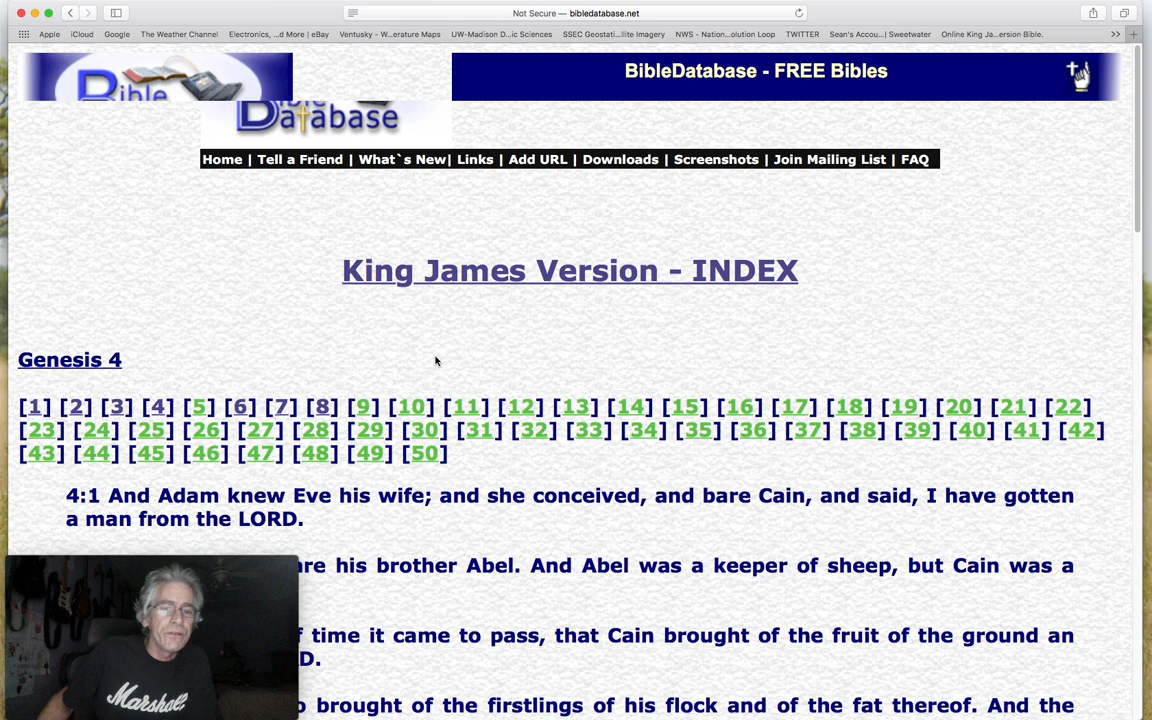 Not Secure — bibledatabase.net
Apple iCloud Google The Weather Channel Electronics, ...d More | eBay Ventusky - W...erature Maps UW-Madison D...ic Sciences SSEC Geostati...llite Imagery NWS - Nation...olution Loop TWITTER Sean's Accou...| Sweetwater Online King Ja...ersion Bible. >>
Bible
Database
BibleDatabase - FREE Bibles
Home | Tell a Friend | What`s New| Links | Add URL | Downloads | Screenshots | Join Mailing List | FAQ
King James Version - INDEX
Genesis 4
[1] [2] [3] [4] [5] [6] [7] [8] [9] [10] [11] [12] [13] [14] [15] [16] [17] [18] [19] [20] [21] [22]
[23] [24] [25] [26] [27] [28] [29] [30] [31] [32] [33] [34] [35] [36] [37] [38] [39] [40] [41] [42]
[43] [44] [45] [46] [47] [48] [49] [50]
4:1 And Adam knew Eve his wife; and she conceived, and bare Cain, and said, I have gotten
a man from the LORD.
are his brother Abel. And Abel was a keeper of sheep, but Cain was a
f time it came to pass, that Cain brought of the fruit of the ground an
D.
o brought of the firstlings of his flock and of the fat thereof. And the
Marshall